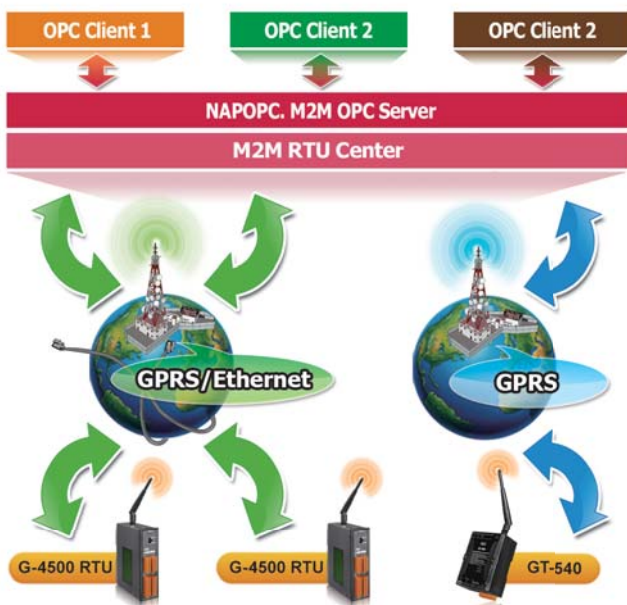 OPC Client 1
OPC Client 2
OPC Client 2
NAPOPC. M2M OPC Server
M2M RTU Center
GPRS/Ethernet
GPRS
G-4500 RTU
G-4500 RTU
GT-540